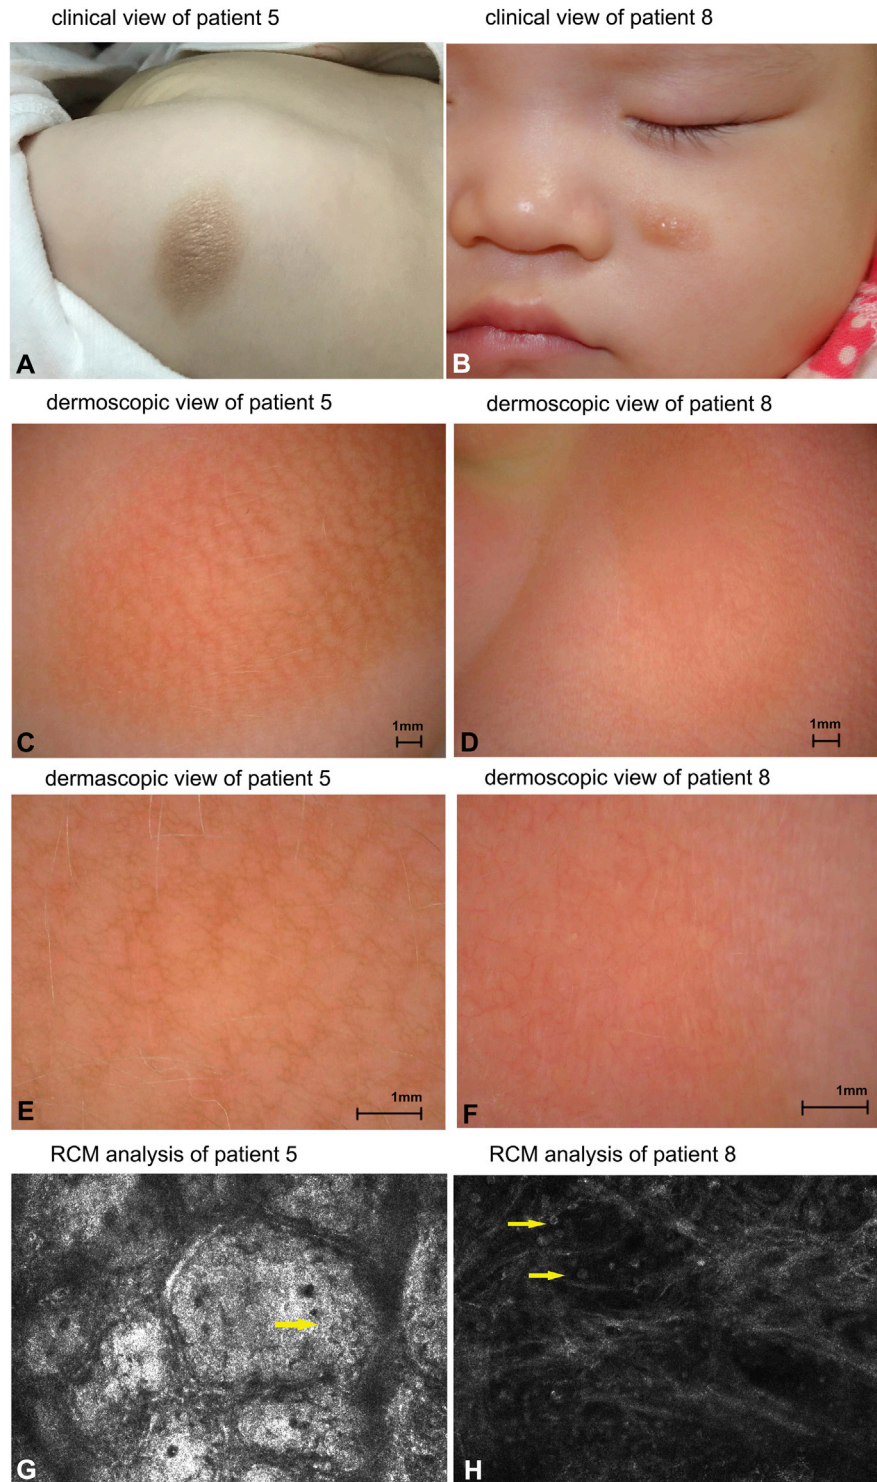 clinical view of patient 5
clinical view of patient 8
A
B
dermoscopic view of patient 5
dermoscopic view of patient 8
1mm
C
1mm
D
dermascopic view of patient 5
dermoscopic view of patient 8
1mm
E
1mm
F
RCM analysis of patient 5
RCM analysis of patient 8
G
H